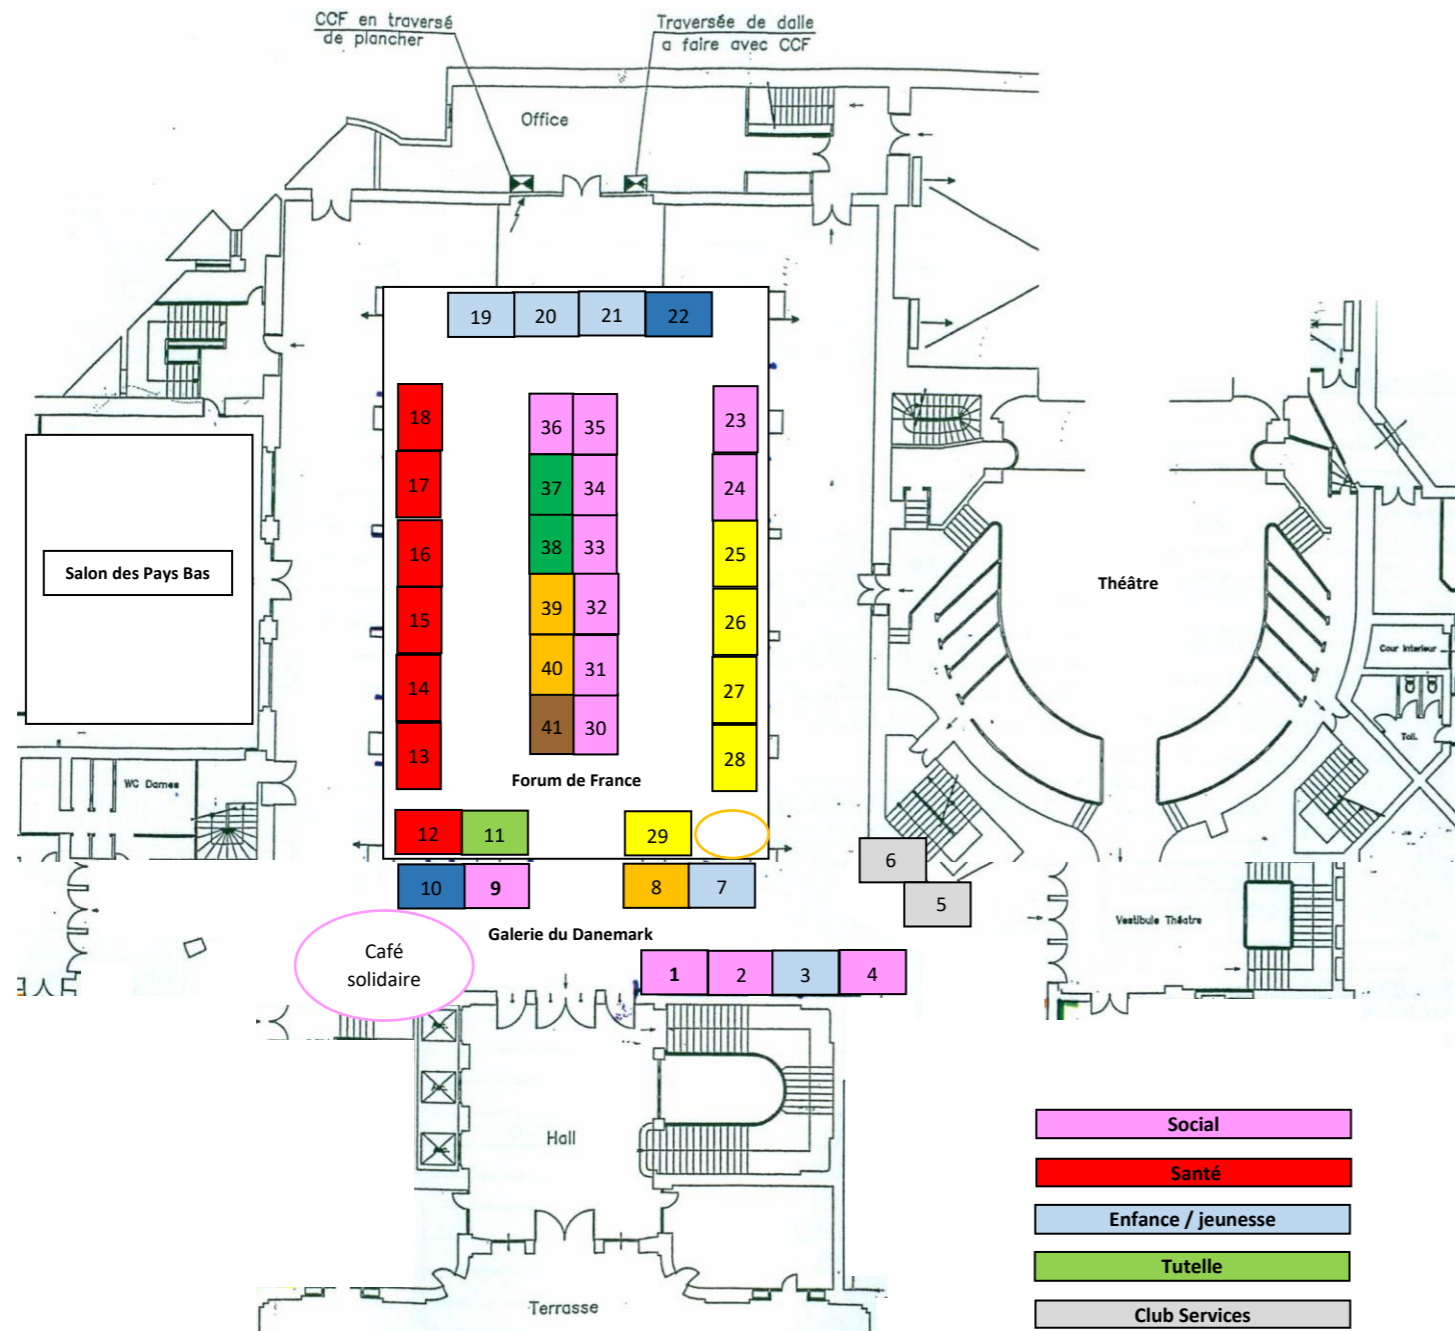 CCF en traversé
de plancher
Traversée de dalle
a faire avec CCF
Office
19 20 21 22
18
36 35
23
17
37 34
24
16
38 33
25
Salon des Pays Bas
Théâtre
15
39 32
26
Cour interieur
14
40 31
27
13
41 30
28
Toil.
WC Dames
Forum de France
12 11
29
6
10 9
8 7
5
Vestibule Théatre
Galerie du Danemark
Café
solidaire
1 2 3 4
Hall
Terrasse
Social
Santé
Enfance / jeunesse
Tutelle
Club Services